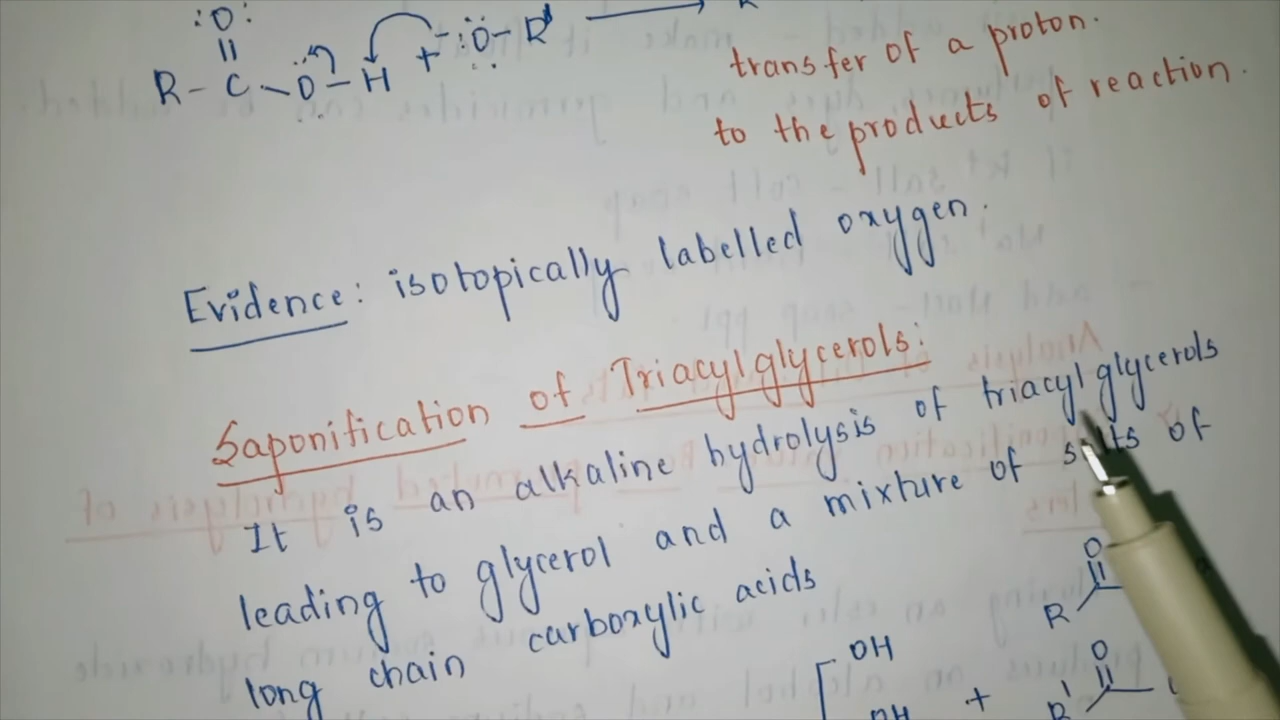 :O:
||
R - C - O - H + -:O - R'
transfer of a proton.
to the products of reaction.
Evidence: isotopically labelled oxygen.
Saponification of Triacylglycerols:
It is an alkaline hydrolysis of triacylglycerols
leading to glycerol and a mixture of salts of
long chain carboxylic acids
O
R
OH
OH + O
R'